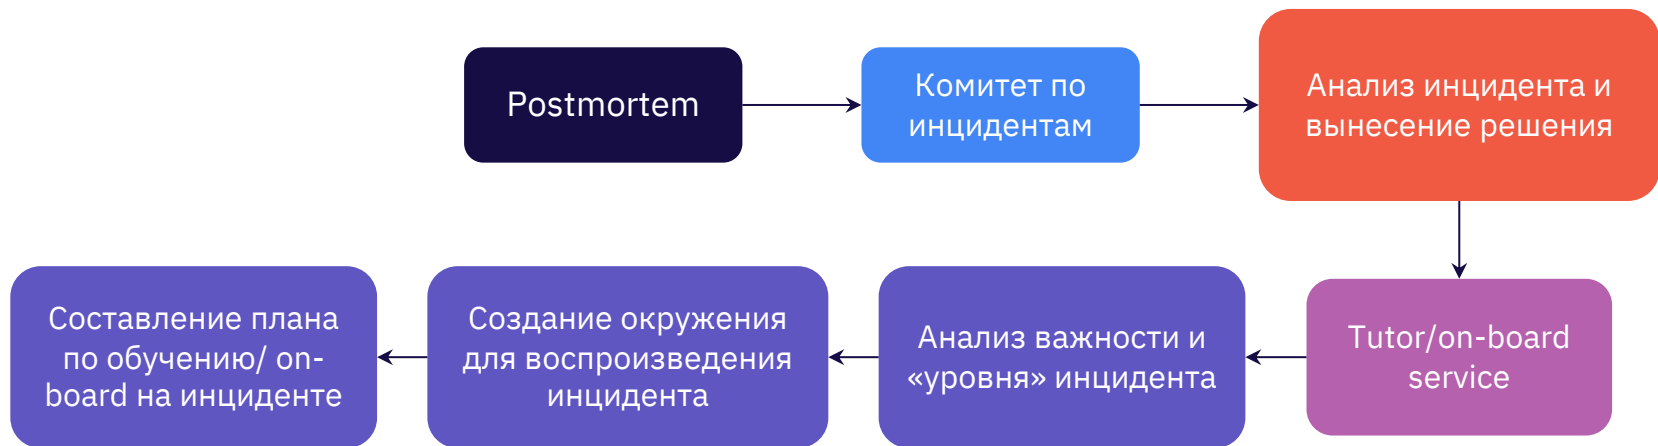 Postmortem
Комитет по
инцидентам
Анализ инцидента и
вынесение решения
Tutor/on-board
service
Анализ важности и
«уровня» инцидента
Создание окружения
для воспроизведения
инцидента
Составление плана
по обучению/ on-
board на инциденте